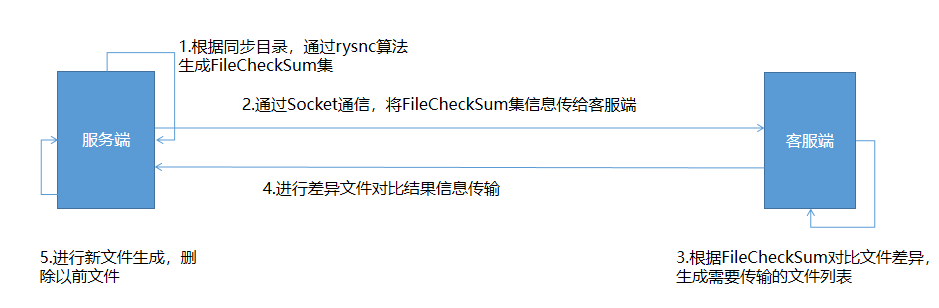 1.根据同步目录，通过rysnc算法
生成FileCheckSum集
2.通过Socket通信，将FileCheckSum集信息传给客服端
服务端
客服端
4.进行差异文件对比结果信息传输
5.进行新文件生成，删
除以前文件
3.根据FileCheckSum对比文件差异，
生成需要传输的文件列表